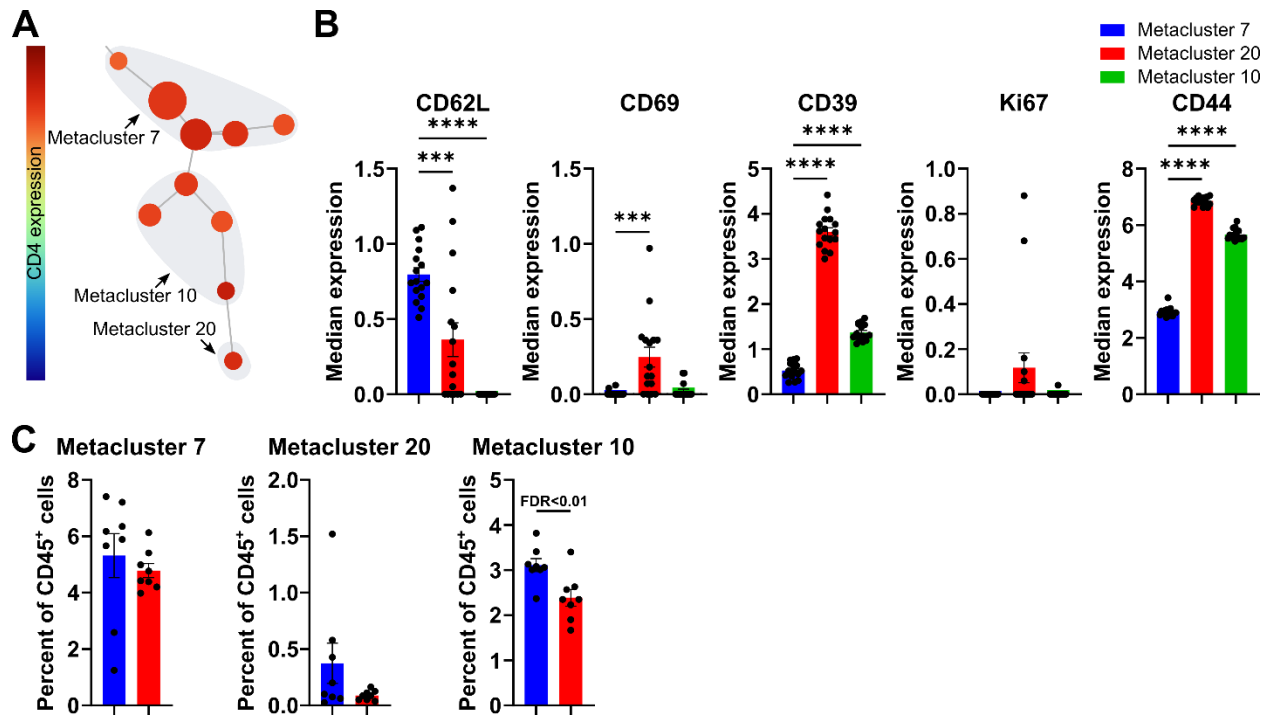 A
CD4 expression
Metacluster 7
Metacluster 10
Metacluster 20
B
Metacluster 7
Metacluster 20
Metacluster 10
CD62L
Median expression
1.5
1.0
0.5
0.0
***
****
CD69
Median expression
1.5
1.0
0.5
0.0
***
CD39
Median expression
5
4
3
2
1
0
****
****
Ki67
Median expression
1.0
0.8
0.6
0.4
0.2
0.0
CD44
Median expression
8
6
4
2
0
****
****
C
Metacluster 7
Percent of CD45⁺ cells
8
6
4
2
0
Metacluster 20
Percent of CD45⁺ cells
2.0
1.5
1.0
0.5
0.0
Metacluster 10
Percent of CD45⁺ cells
5
4
3
2
1
0
FDR<0.01